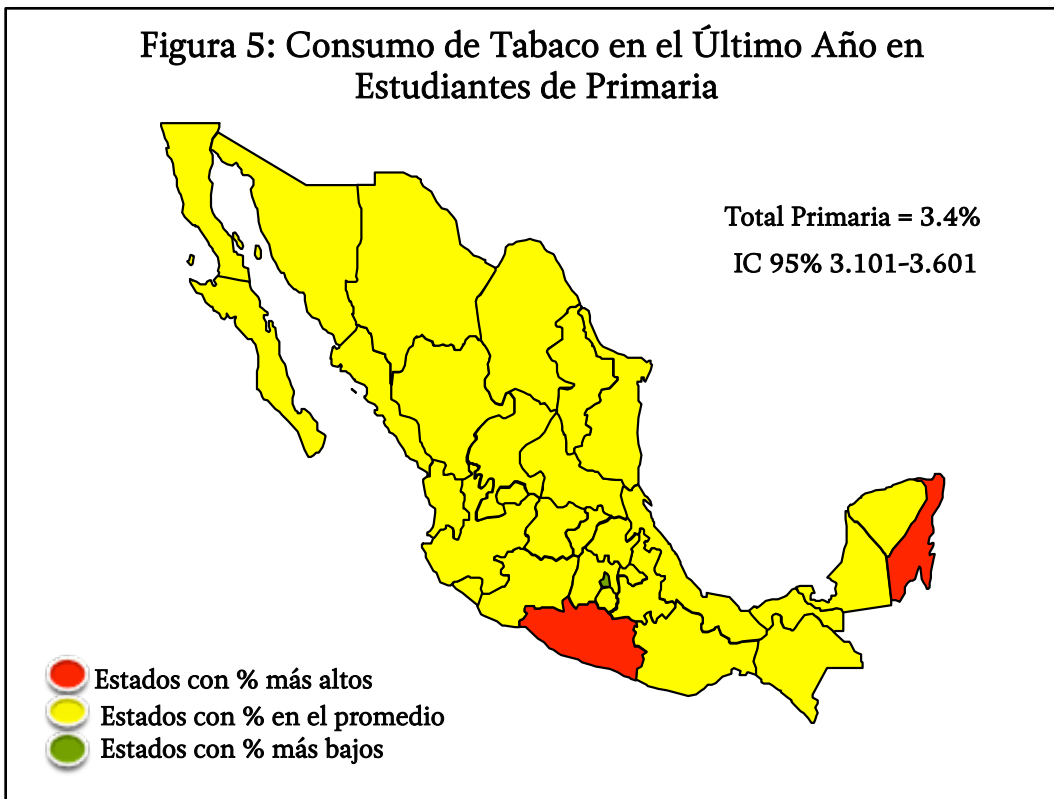 Figura 5: Consumo de Tabaco en el Último Año en
Estudiantes de Primaria
Total Primaria = 3.4%
IC 95% 3.101-3.601
Estados con % más altos
Estados con % en el promedio
Estados con % más bajos